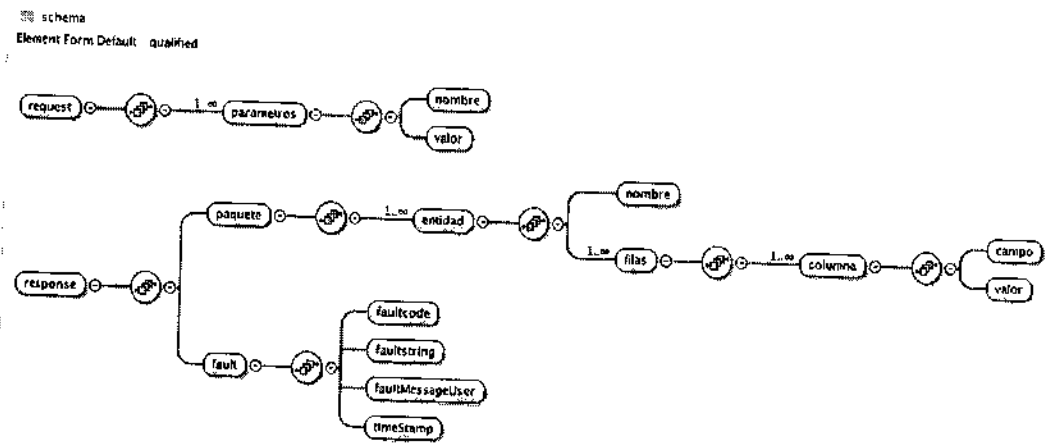 schema
Element Form Default qualified
request
1..∞
parametros
nombre
valor
response
paquete
1..∞
entidad
nombre
1..∞
filas
1..∞
columna
campo
valor
fault
faultcode
faultstring
faultMessageUser
timeStamp